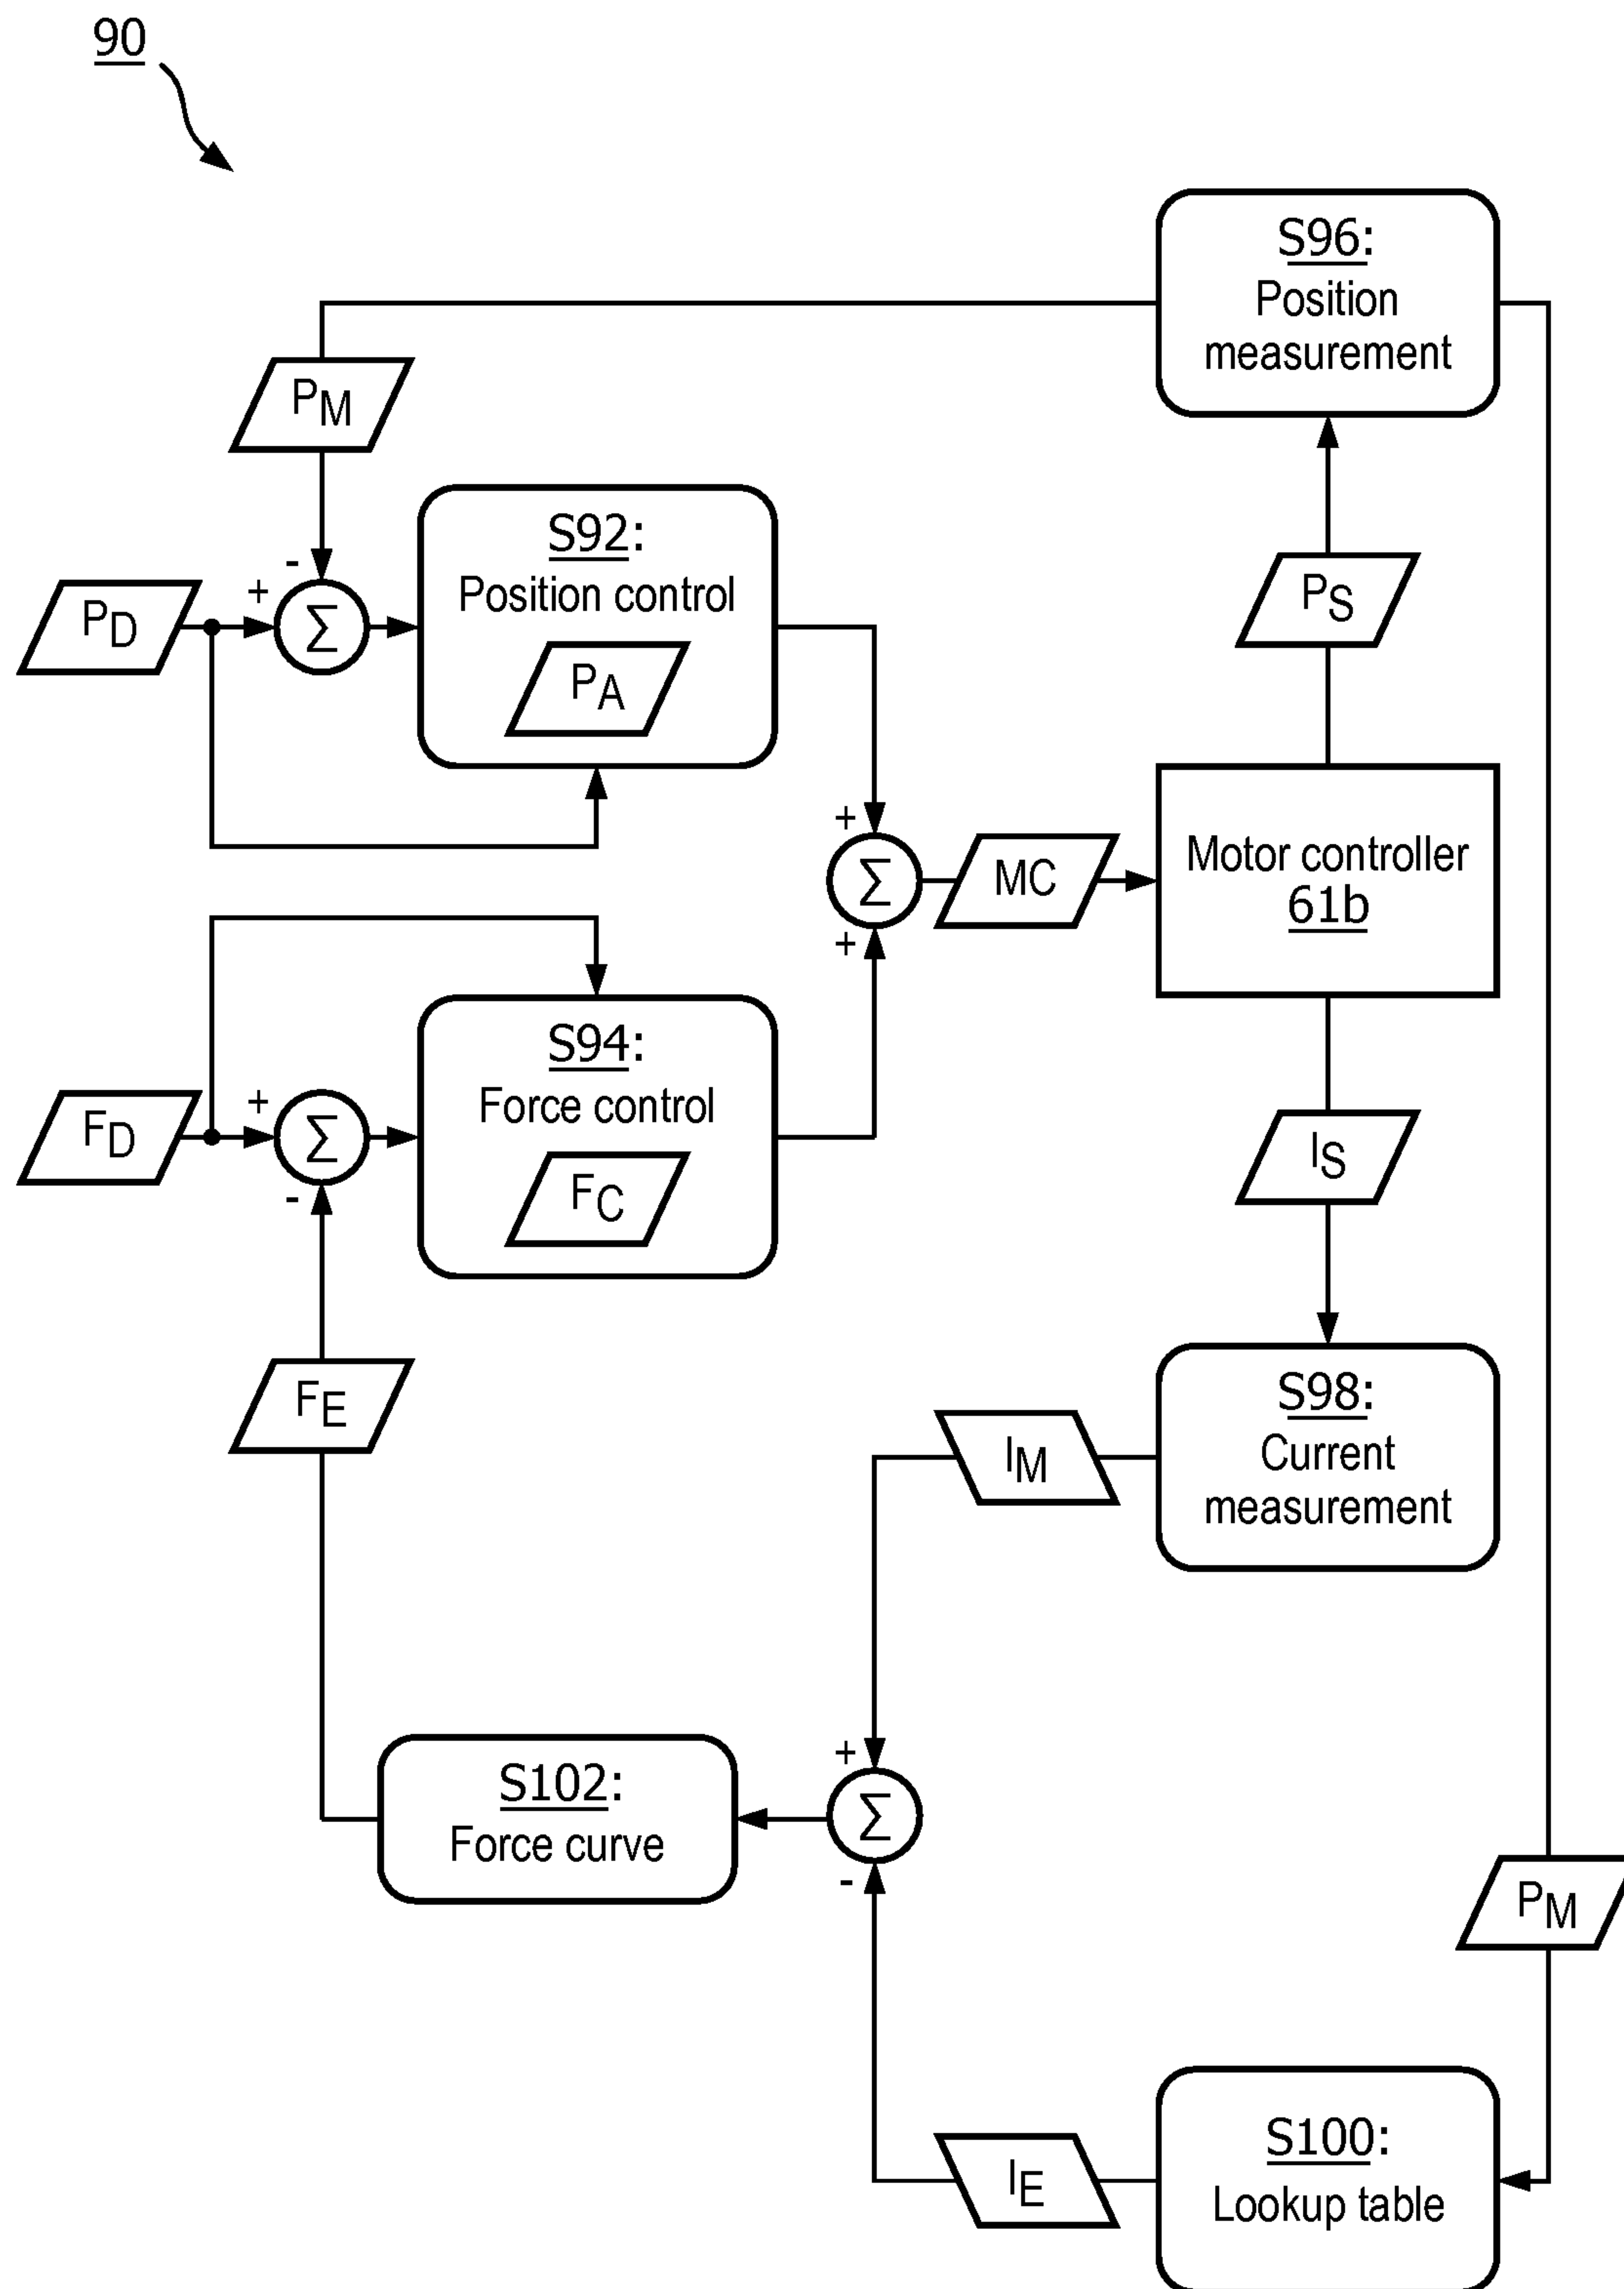 90
S96:
Position
measurement
PM
-
S92:
Position control
PA
+
PD
Σ
PS
+
Σ
+
MC
Motor controller
61b
S94:
Force control
FC
+
FD
Σ
-
IS
FE
S98:
Current
measurement
IM
+
Σ
-
S102:
Force curve
PM
S100:
Lookup table
IE